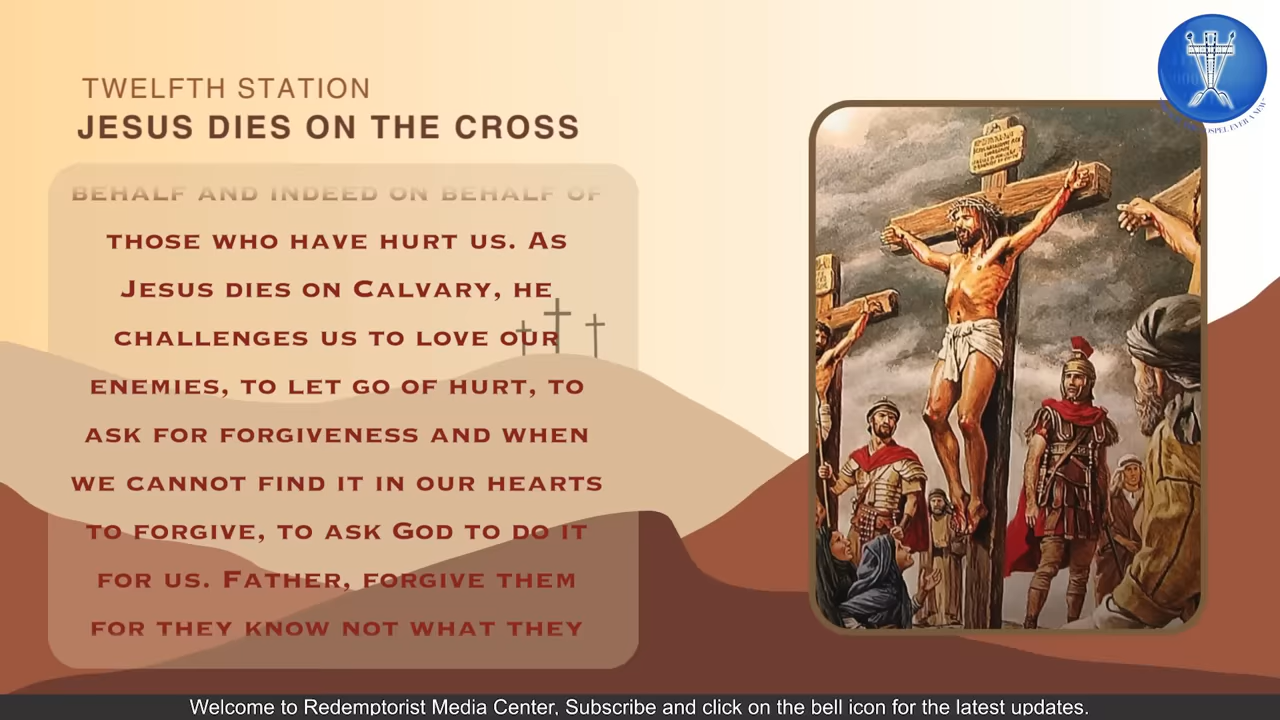 TWELFTH STATION
JESUS DIES ON THE CROSS
BEHALF AND INDEED ON BEHALF OF
THOSE WHO HAVE HURT US. AS
JESUS DIES ON CALVARY, HE
CHALLENGES US TO LOVE OUR
ENEMIES, TO LET GO OF HURT, TO
ASK FOR FORGIVENESS AND WHEN
WE CANNOT FIND IT IN OUR HEARTS
TO FORGIVE, TO ASK GOD TO DO IT
FOR US. FATHER, FORGIVE THEM
FOR THEY KNOW NOT WHAT THEY
Welcome to Redemptorist Media Center, Subscribe and click on the bell icon for the latest updates.